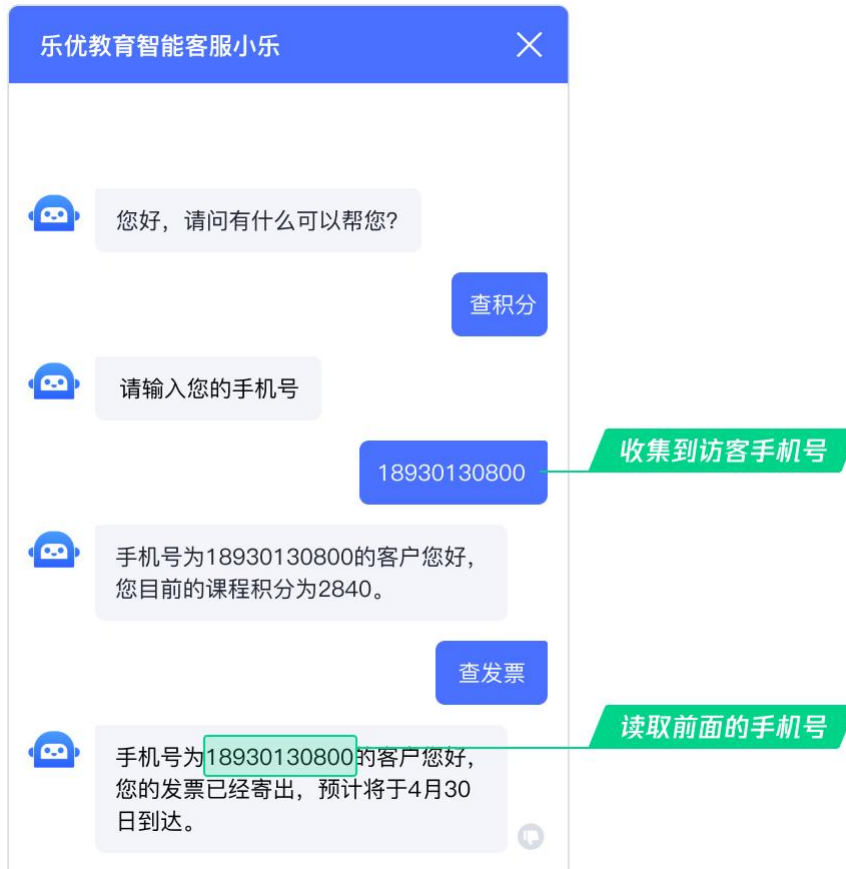 乐优教育智能客服小乐
您好，请问有什么可以帮您?
查积分
请输入您的手机号
18930130800
收集到访客手机号
手机号为18930130800的客户您好，
您目前的课程积分为2840。
查发票
读取前面的手机号
手机号为18930130800的客户您好，
您的发票已经寄出，预计将于4月30
日到达。